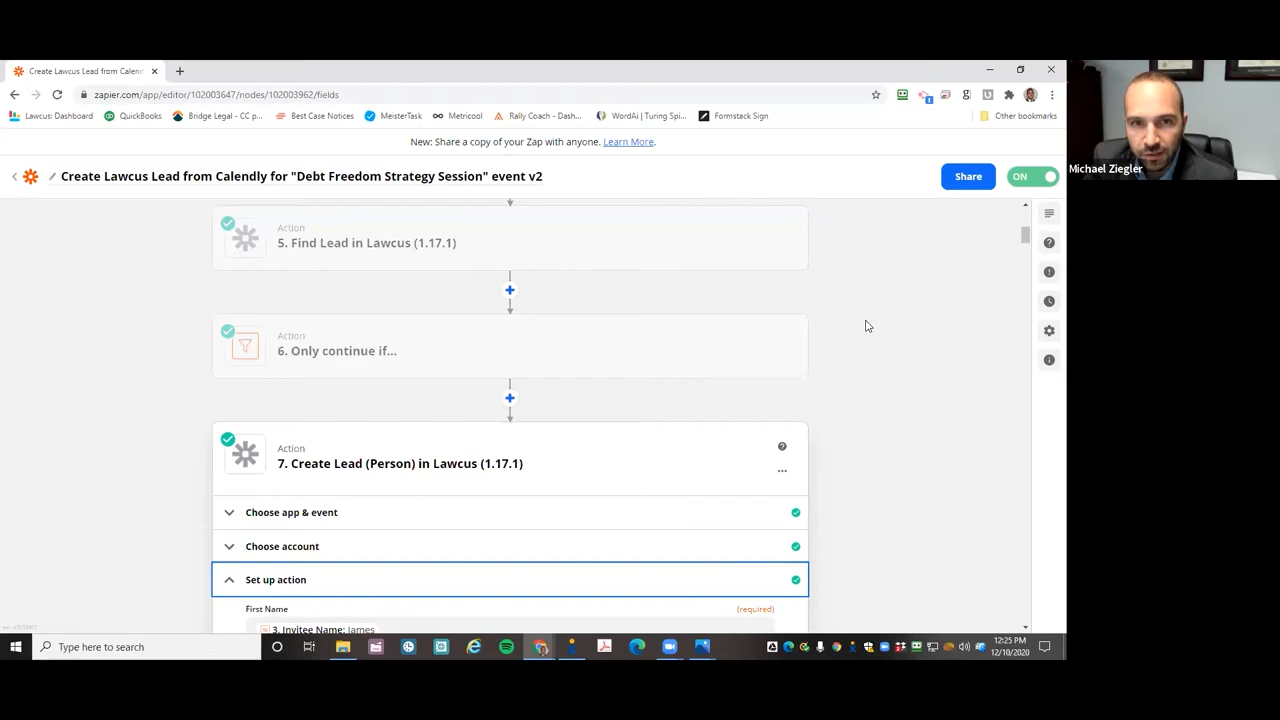 Create Lawcus Lead from Calend
zapier.com/app/editor/102003647/nodes/102003962/fields
Lawcus: Dashboard
QuickBooks
Bridge Legal - CC p...
MeisterTask
Metricool
Rally Coach - Dash...
Best Case Notices
WordAi | Turing Spi...
Formstack Sign
Other bookmarks
New: Share a copy of your Zap with anyone. Learn More.
Create Lawcus Lead from Calendly for "Debt Freedom Strategy Session" event v2
Share
ON
Michael Ziegler
Action
5. Find Lead in Lawcus (1.17.1)
Action
6. Only continue if...
Action
7. Create Lead (Person) in Lawcus (1.17.1)
Choose app & event
Choose account
Set up action
First Name
(required)
3. Invitee Name: James
Type here to search
12:25 PM
12/10/2020